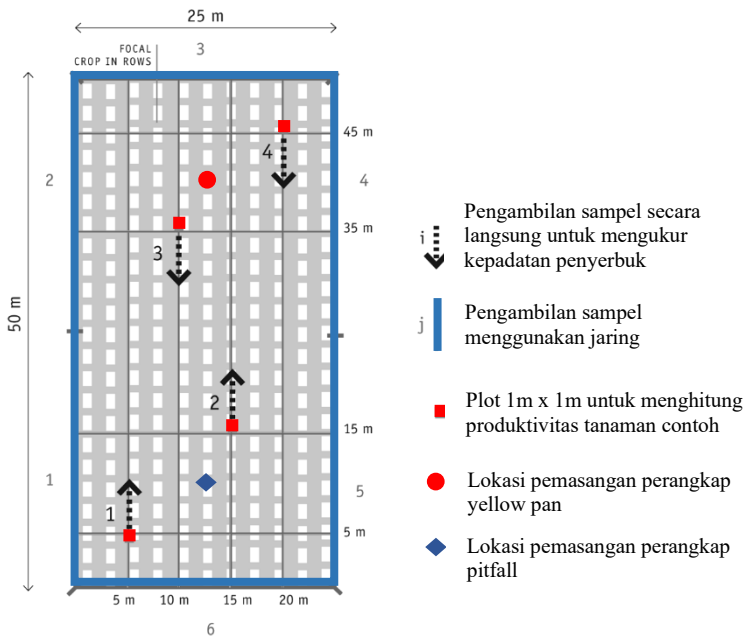 25 m
FOCAL
CROP IN ROWS
3
45 m
4
2
4
35 m
3
50 m
2
15 m
1
5
1
5 m
5 m 10 m 15 m 20 m
6
i
Pengambilan sampel secara
langsung untuk mengukur
kepadatan penyerbuk
j
Pengambilan sampel
menggunakan jaring
Plot 1m x 1m untuk menghitung
produktivitas tanaman contoh
Lokasi pemasangan perangkap
yellow pan
Lokasi pemasangan perangkap
pitfall